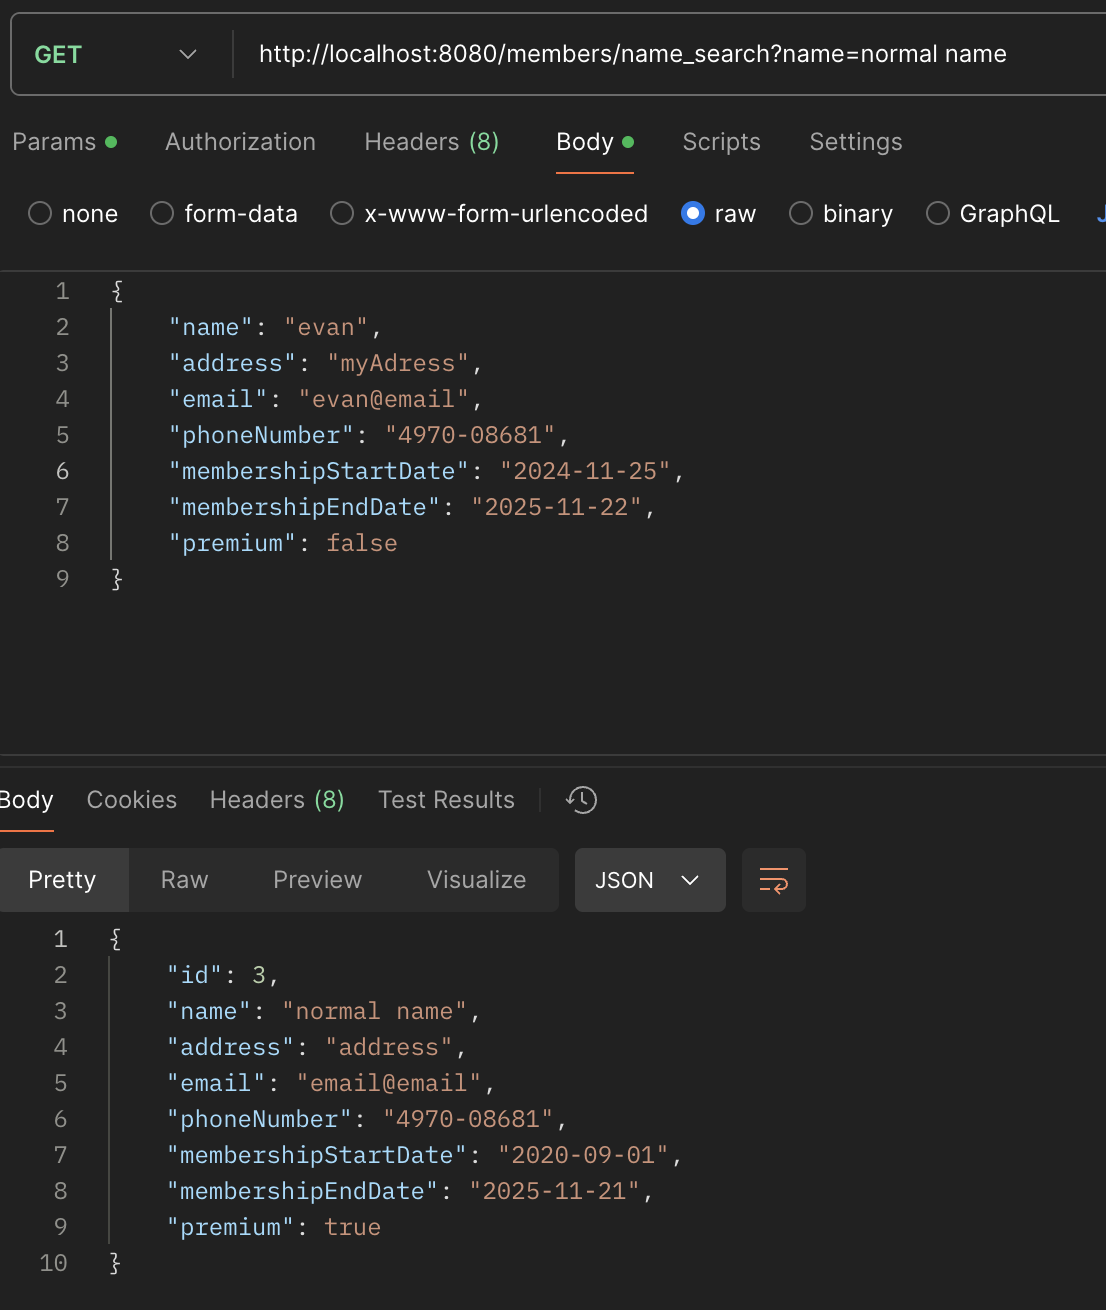 GET http://localhost:8080/members/name_search?name=normal name
Params Authorization Headers (8) Body Scripts Settings
none form-data x-www-form-urlencoded raw binary GraphQL
1 {
2 "name": "evan",
3 "address": "myAdress",
4 "email": "evan@email",
5 "phoneNumber": "4970-08681",
6 "membershipStartDate": "2024-11-25",
7 "membershipEndDate": "2025-11-22",
8 "premium": false
9 }
Body Cookies Headers (8) Test Results
Pretty Raw Preview Visualize JSON
1 {
2 "id": 3,
3 "name": "normal name",
4 "address": "address",
5 "email": "email@email",
6 "phoneNumber": "4970-08681",
7 "membershipStartDate": "2020-09-01",
8 "membershipEndDate": "2025-11-21",
9 "premium": true
10 }